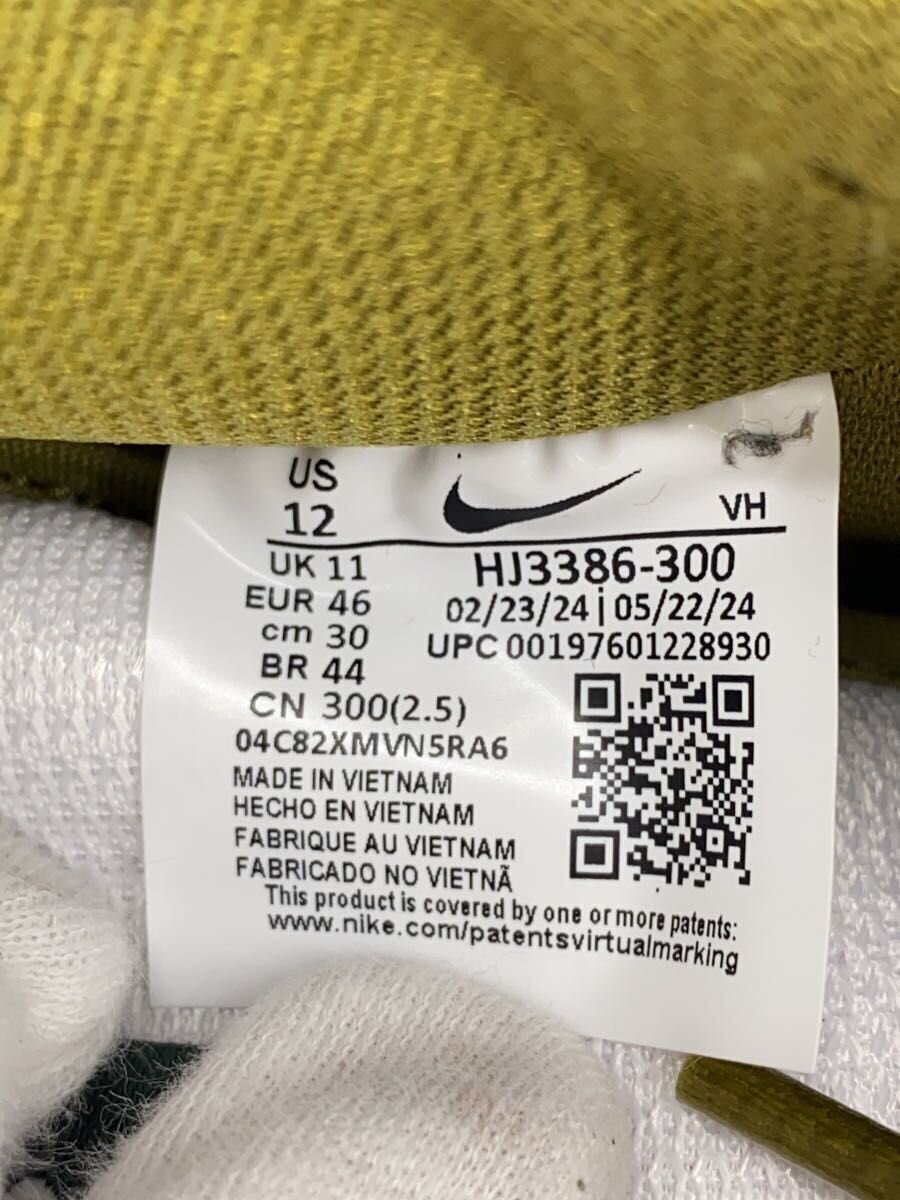 US
12
VH
UK 11
EUR 46
cm 30
BR 44
CN 300(2.5)
HJ3386-300
02/23/24 | 05/22/24
UPC 00197601228930
04C82XMVN5RA6
MADE IN VIETNAM
HECHO EN VIETNAM
FABRIQUE AU VIETNAM
FABRICADO NO VIETNÃ
This product is covered by one or more patents:
www.nike.com/patentsvirtualmarking